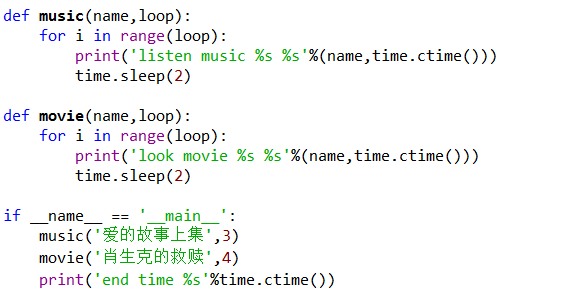 def music(name,loop):
    for i in range(loop):
        print('listen music %s %s'%(name,time.ctime()))
        time.sleep(2)

def movie(name,loop):
    for i in range(loop):
        print('look movie %s %s'%(name,time.ctime()))
        time.sleep(2)

if __name__ == '__main__':
    music('爱的故事上集',3)
    movie('肖生克的救赎',4)
    print('end time %s'%time.ctime())